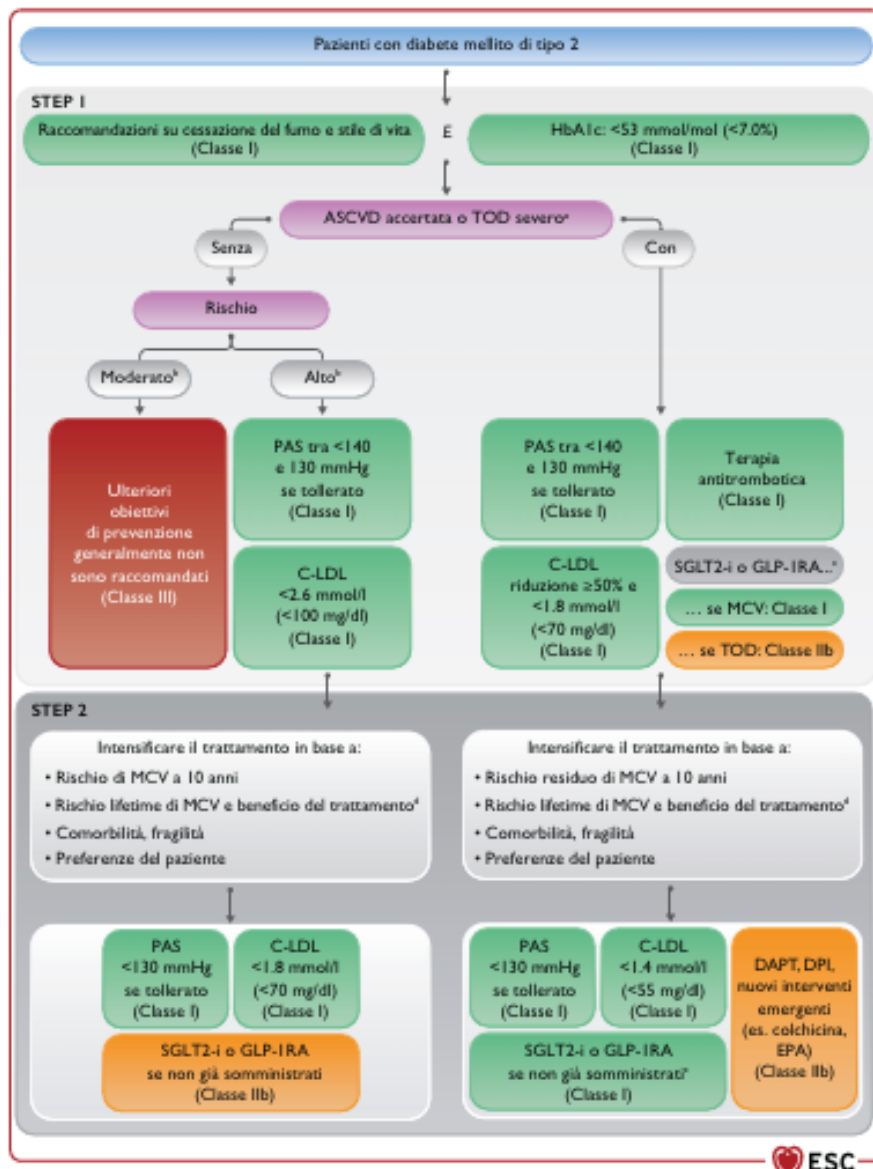 Pazienti con diabete mellito di tipo 2
STEP 1
Raccomandazioni su cessazione del fumo e stile di vita
(Classe I)
E
HbA1c: <53 mmol/mol (<7.0%)
(Classe I)
ASCVD accertata o TOD severoᵃ
Senza
Con
Rischio
Moderatoᵇ
Altoᵇ
Ulteriori
obiettivi
di prevenzione
generalmente non
sono raccomandati
(Classe III)
PAS tra <140
e 130 mmHg
se tollerato
(Classe I)
C-LDL
<2.6 mmol/l
(<100 mg/dl)
(Classe I)
PAS tra <140
e 130 mmHg
se tollerato
(Classe I)
C-LDL
riduzione ≥50% e
<1.8 mmol/l
(<70 mg/dl)
(Classe I)
Terapia
antitrombotica
(Classe I)
SGLT2-i o GLP-1RA...ᶜ
... se MCV: Classe I
... se TOD: Classe IIb
STEP 2
Intensificare il trattamento in base a:
• Rischio di MCV a 10 anni
• Rischio lifetime di MCV e beneficio del trattamentoᵈ
• Comorbilità, fragilità
• Preferenze del paziente
Intensificare il trattamento in base a:
• Rischio residuo di MCV a 10 anni
• Rischio lifetime di MCV e beneficio del trattamentoᵈ
• Comorbilità, fragilità
• Preferenze del paziente
PAS
<130 mmHg
se tollerato
(Classe I)
C-LDL
<1.8 mmol/l
(<70 mg/dl)
(Classe I)
SGLT2-i o GLP-1RA
se non già somministrati
(Classe IIb)
PAS
<130 mmHg
se tollerato
(Classe I)
C-LDL
<1.4 mmol/l
(<55 mg/dl)
(Classe I)
SGLT2-i o GLP-1RA
se non già somministratiᵉ
(Classe I)
DAPT, DPI,
nuovi interventi
emergenti
(es. colchicina,
EPA)
(Classe IIb)
ESC